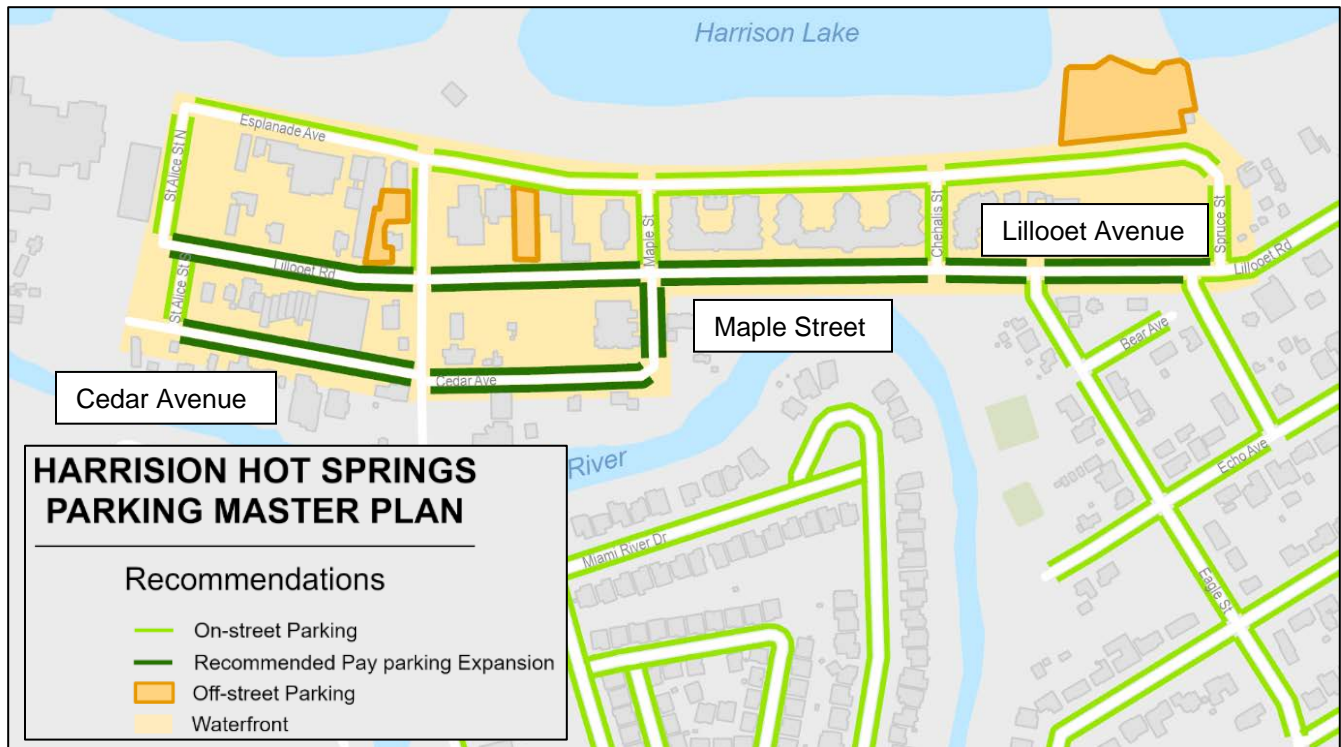 Harrison Lake
Esplanade Ave
St Alice St N
Maple St
Chehalis St
Lillooet Avenue
Spruce St
Lillooet Rd
Lillooet Rd
St Alice St S
Maple Street
Bear Ave
Cedar Avenue
Cedar Ave
Echo Ave
HARRISION HOT SPRINGS
PARKING MASTER PLAN
River
Miami River Dr
Eagle St
Recommendations
On-street Parking
Recommended Pay parking Expansion
Off-street Parking
Waterfront